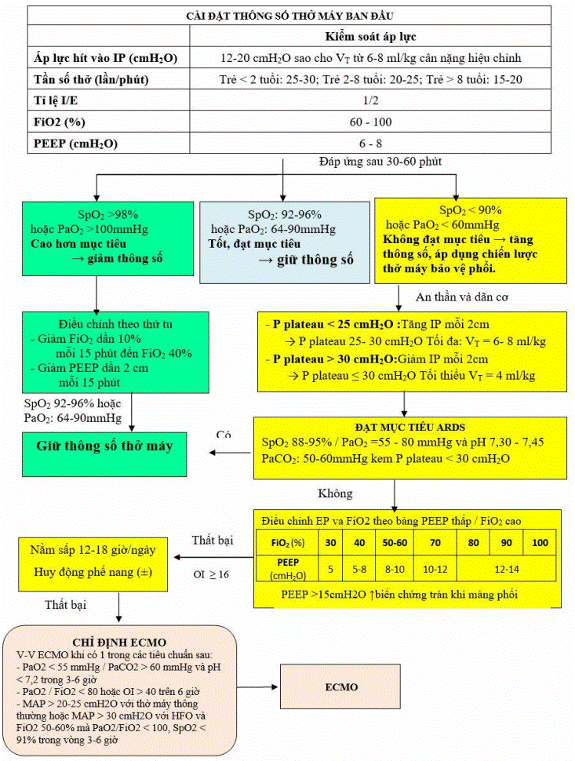 CÀI ĐẶT THÔNG SỐ THỞ MÁY BAN ĐẦU
Kiểm soát áp lực
Áp lực hít vào IP (cmH2O) 12-20 cmH2O sao cho VT từ 6-8 ml/kg cân nặng hiệu chỉnh
Tần số thở (lần/phút) Trẻ < 2 tuổi: 25-30; Trẻ 2-8 tuổi: 20-25; Trẻ > 8 tuổi: 15-20
Tỉ lệ I/E 1/2
FiO2 (%) 60 - 100
PEEP (cmH2O) 6 - 8
Đáp ứng sau 30-60 phút
SpO2 >98%
hoặc PaO2 >100mmHg
Cao hơn mục tiêu
→ giảm thông số
SpO2: 92-96%
hoặc PaO2: 64-90mmHg
Tốt, đạt mục tiêu
→ giữ thông số
SpO2 < 90%
hoặc PaO2 < 60mmHg
Không đạt mục tiêu → tăng
thông số, áp dụng chiến lược
thở máy bảo vệ phổi.
An thần và dãn cơ
Điều chỉnh theo thứ tu
- Giảm FiO2 dần 10%
mỗi 15 phút đến FiO2 40%
- Giảm PEEP dần 2 cm
mỗi 15 phút
- P plateau < 25 cmH2O :Tăng IP mỗi 2cm
→ P plateau 25- 30 cmH2O Tối đa: VT = 6- 8 ml/kg
- P plateau > 30 cmH2O:Giảm IP mỗi 2cm
→ P plateau ≤ 30 cmH2O Tối thiểu VT = 4 ml/kg
SpO2 92-96% hoặc
PaO2: 64-90mmHg
Giữ thông số thở máy
Có
ĐẠT MỤC TIÊU ARDS
SpO2 88-95% / PaO2 =55 - 80 mmHg và pH 7,30 - 7,45
PaCO2: 50-60mmHg kem P plateau < 30 cmH2O
Không
Điều chỉnh EP va FiO2 theo bảng PEEP thấp / FiO2 cao
FiO2 (%) 30 40 50-60 70 80 90 100
PEEP (cmH2O) 5 5-8 8-10 10-12 12-14
PEEP >15cmH2O ↑biến chứng tràn khí màng phổi
Thất bại
OI ≥ 16
Nằm sấp 12-18 giờ/ngày
Huy động phế nang (±)
Thất bại
CHỈ ĐỊNH ECMO
V-V ECMO khi có 1 trong các tiêu chuẩn sau:
- PaO2 < 55 mmHg / PaCO2 > 60 mmHg và pH
< 7,2 trong 3-6 giờ
- PaO2 / FiO2 < 80 hoặc OI > 40 trên 6 giờ
- MAP > 20-25 cmH2O với thở máy thông
thường hoặc MAP > 30 cmH2O với HFO và
FiO2 50-60% mà PaO2/FiO2 < 100, SpO2 <
91% trong vòng 3-6 giờ
ECMO